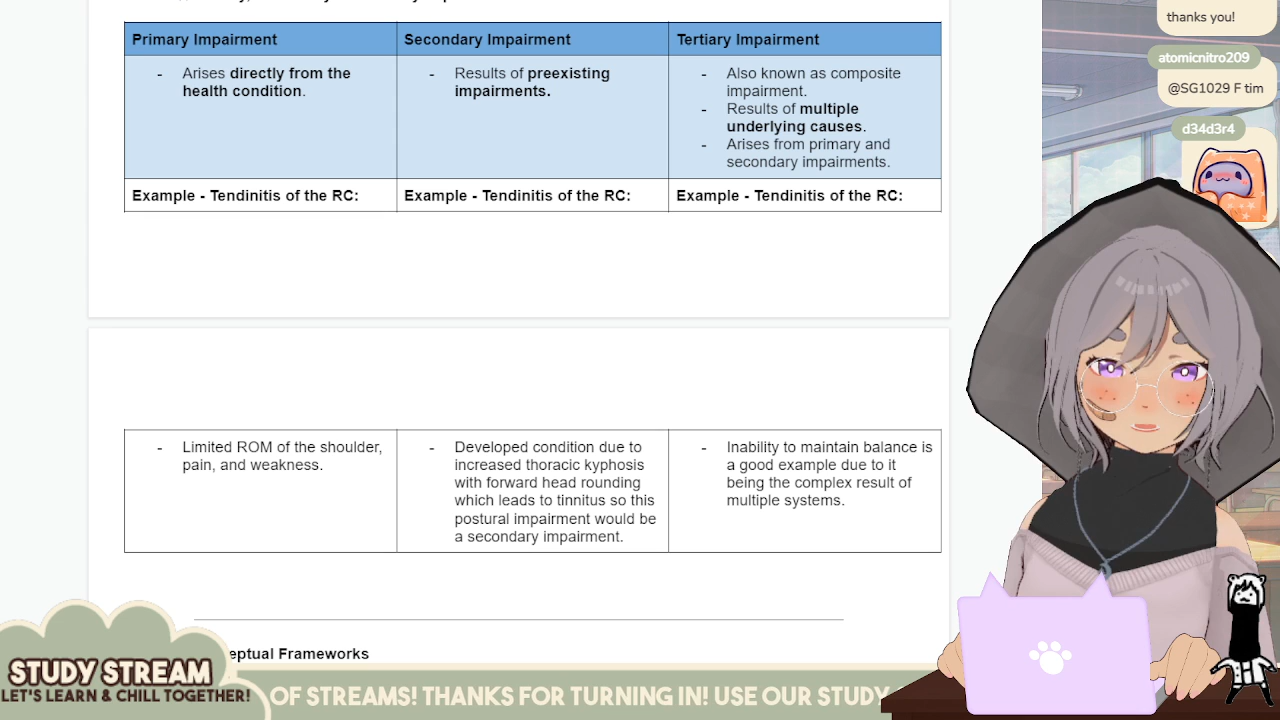 Primary Impairment
Secondary Impairment
Tertiary Impairment
- Arises directly from the
health condition.
- Results of preexisting
impairments.
- Also known as composite
impairment.
- Results of multiple
underlying causes.
- Arises from primary and
secondary impairments.
Example - Tendinitis of the RC:
Example - Tendinitis of the RC:
Example - Tendinitis of the RC:
- Limited ROM of the shoulder,
pain, and weakness.
- Developed condition due to
increased thoracic kyphosis
with forward head rounding
which leads to tinnitus so this
postural impairment would be
a secondary impairment.
- Inability to maintain balance is
a good example due to it
being the complex result of
multiple systems.
eptual Frameworks
STUDY STREAM
LET'S LEARN & CHILL TOGETHER!
OF STREAMS! THANKS FOR TURNING IN! USE OUR STUDY
thanks you!
atomicnitro209
@SG1029 F tim
d34d3r4